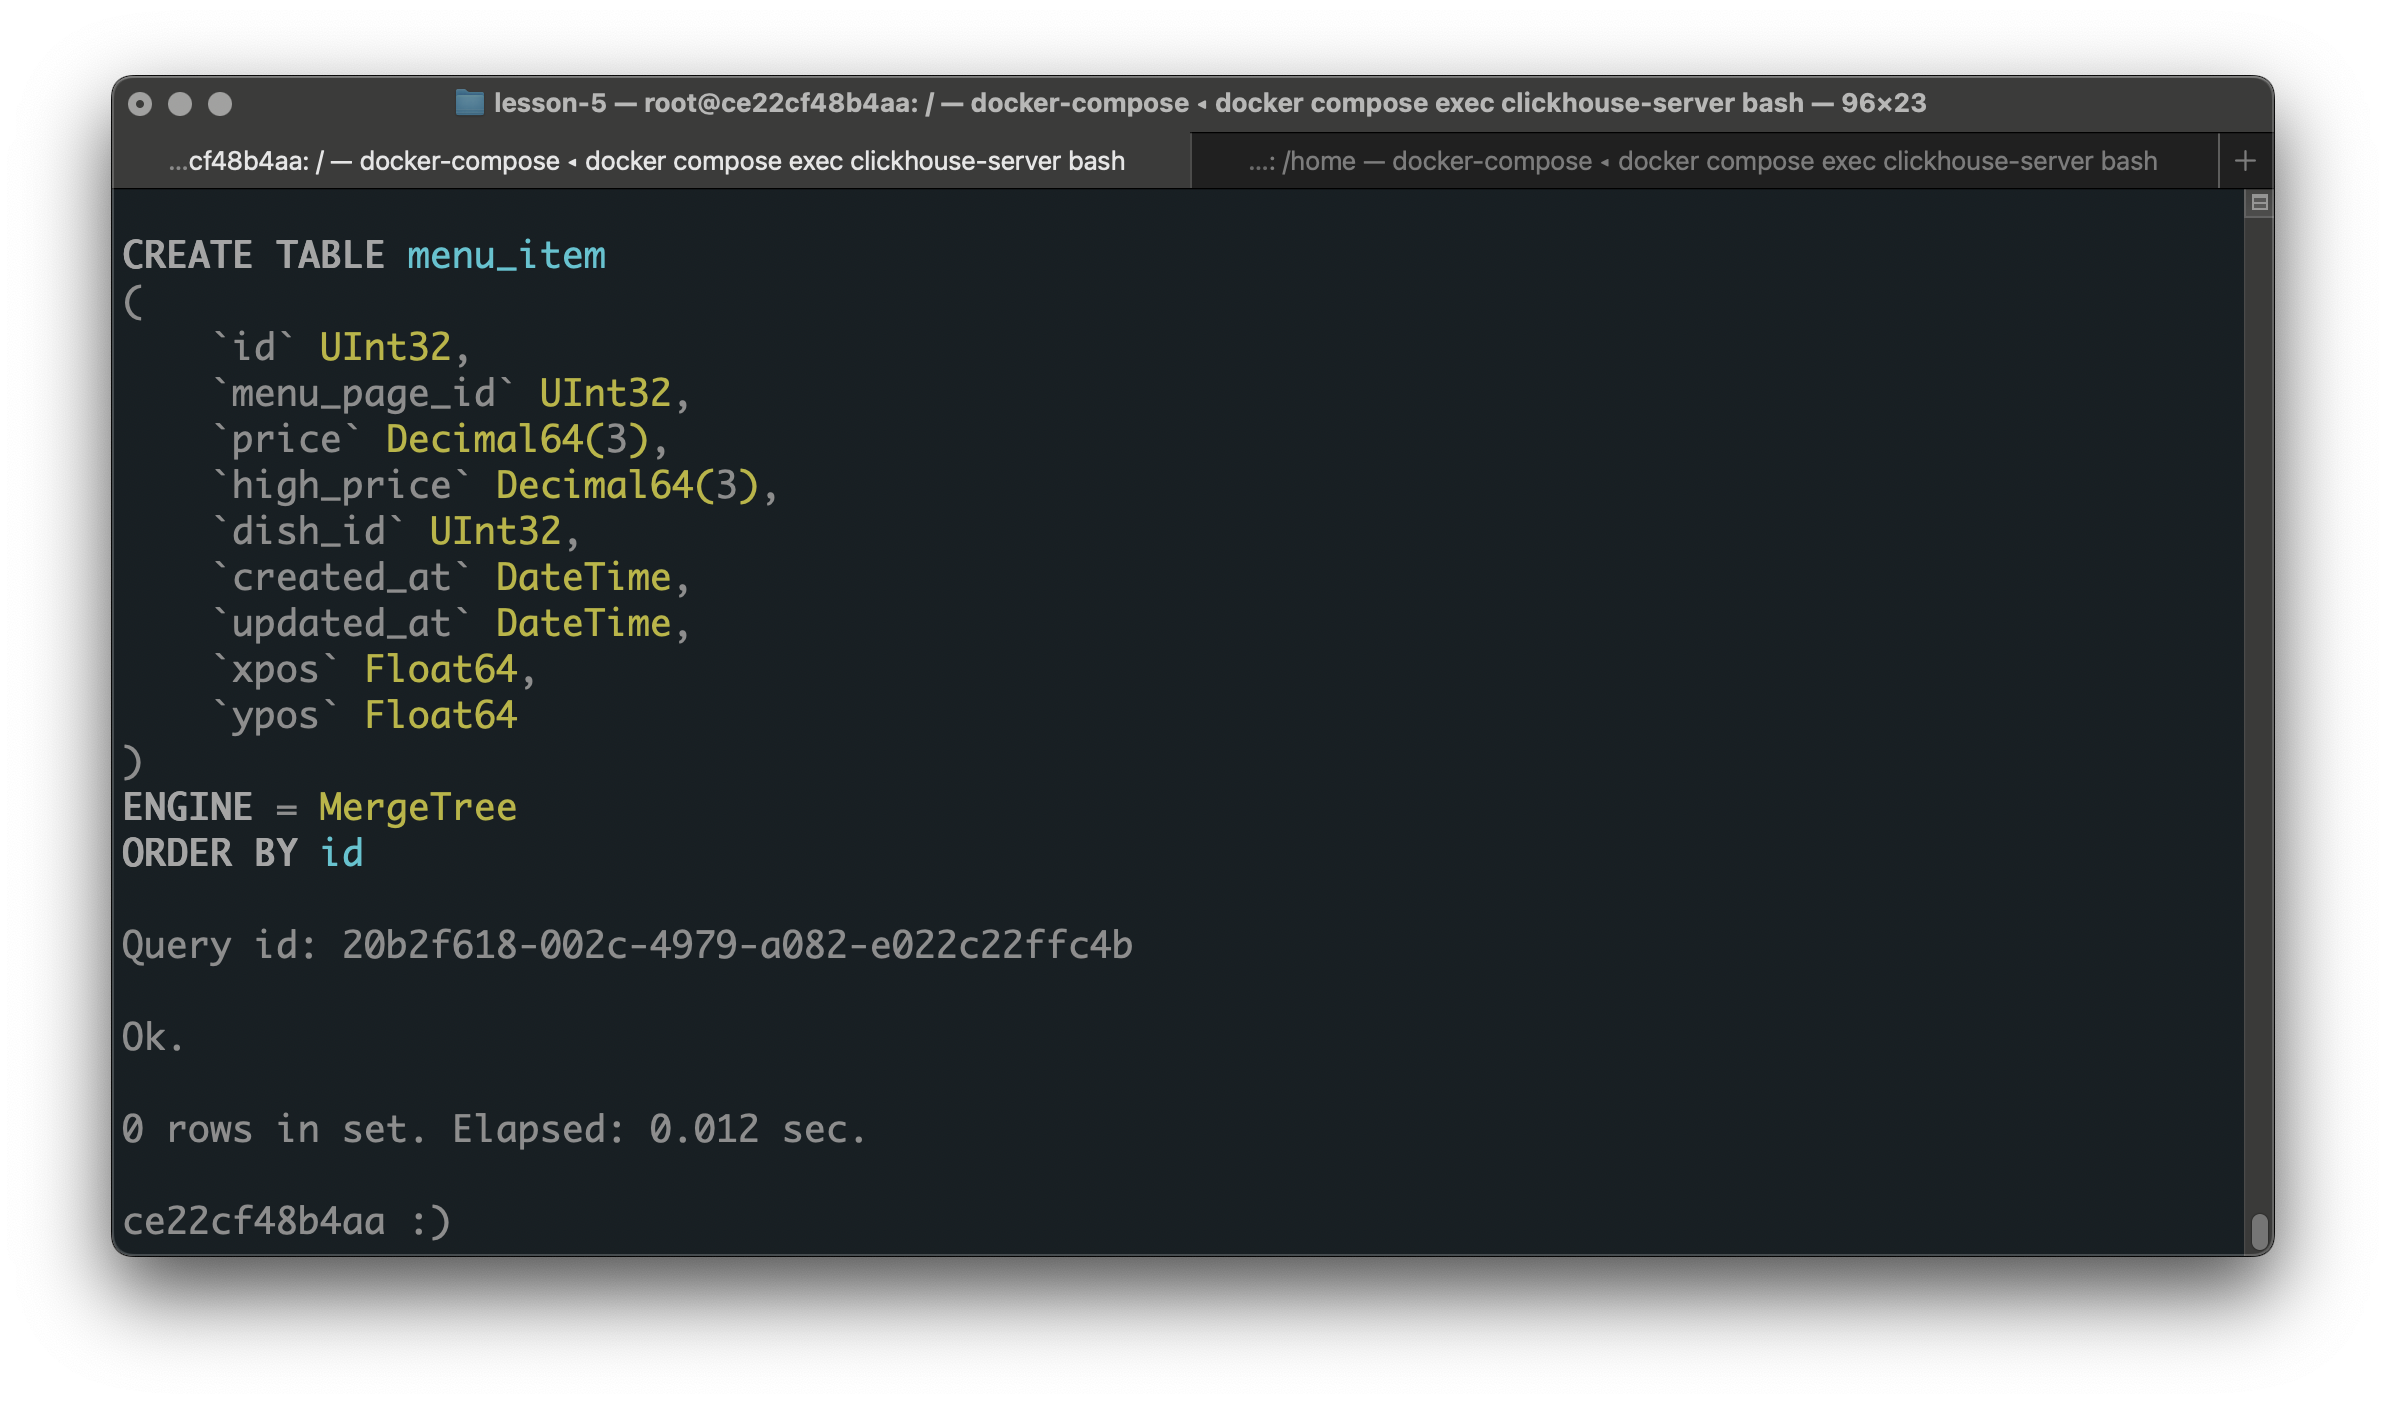 lesson-5 — root@ce22cf48b4aa: / — docker-compose ◂ docker compose exec clickhouse-server bash — 96×23
...cf48b4aa: / — docker-compose ◂ docker compose exec clickhouse-server bash
...: /home — docker-compose ◂ docker compose exec clickhouse-server bash
+
CREATE TABLE menu_item
(
    `id` UInt32,
    `menu_page_id` UInt32,
    `price` Decimal64(3),
    `high_price` Decimal64(3),
    `dish_id` UInt32,
    `created_at` DateTime,
    `updated_at` DateTime,
    `xpos` Float64,
    `ypos` Float64
)
ENGINE = MergeTree
ORDER BY id
Query id: 20b2f618-002c-4979-a082-e022c22ffc4b
Ok.
0 rows in set. Elapsed: 0.012 sec.
ce22cf48b4aa :)